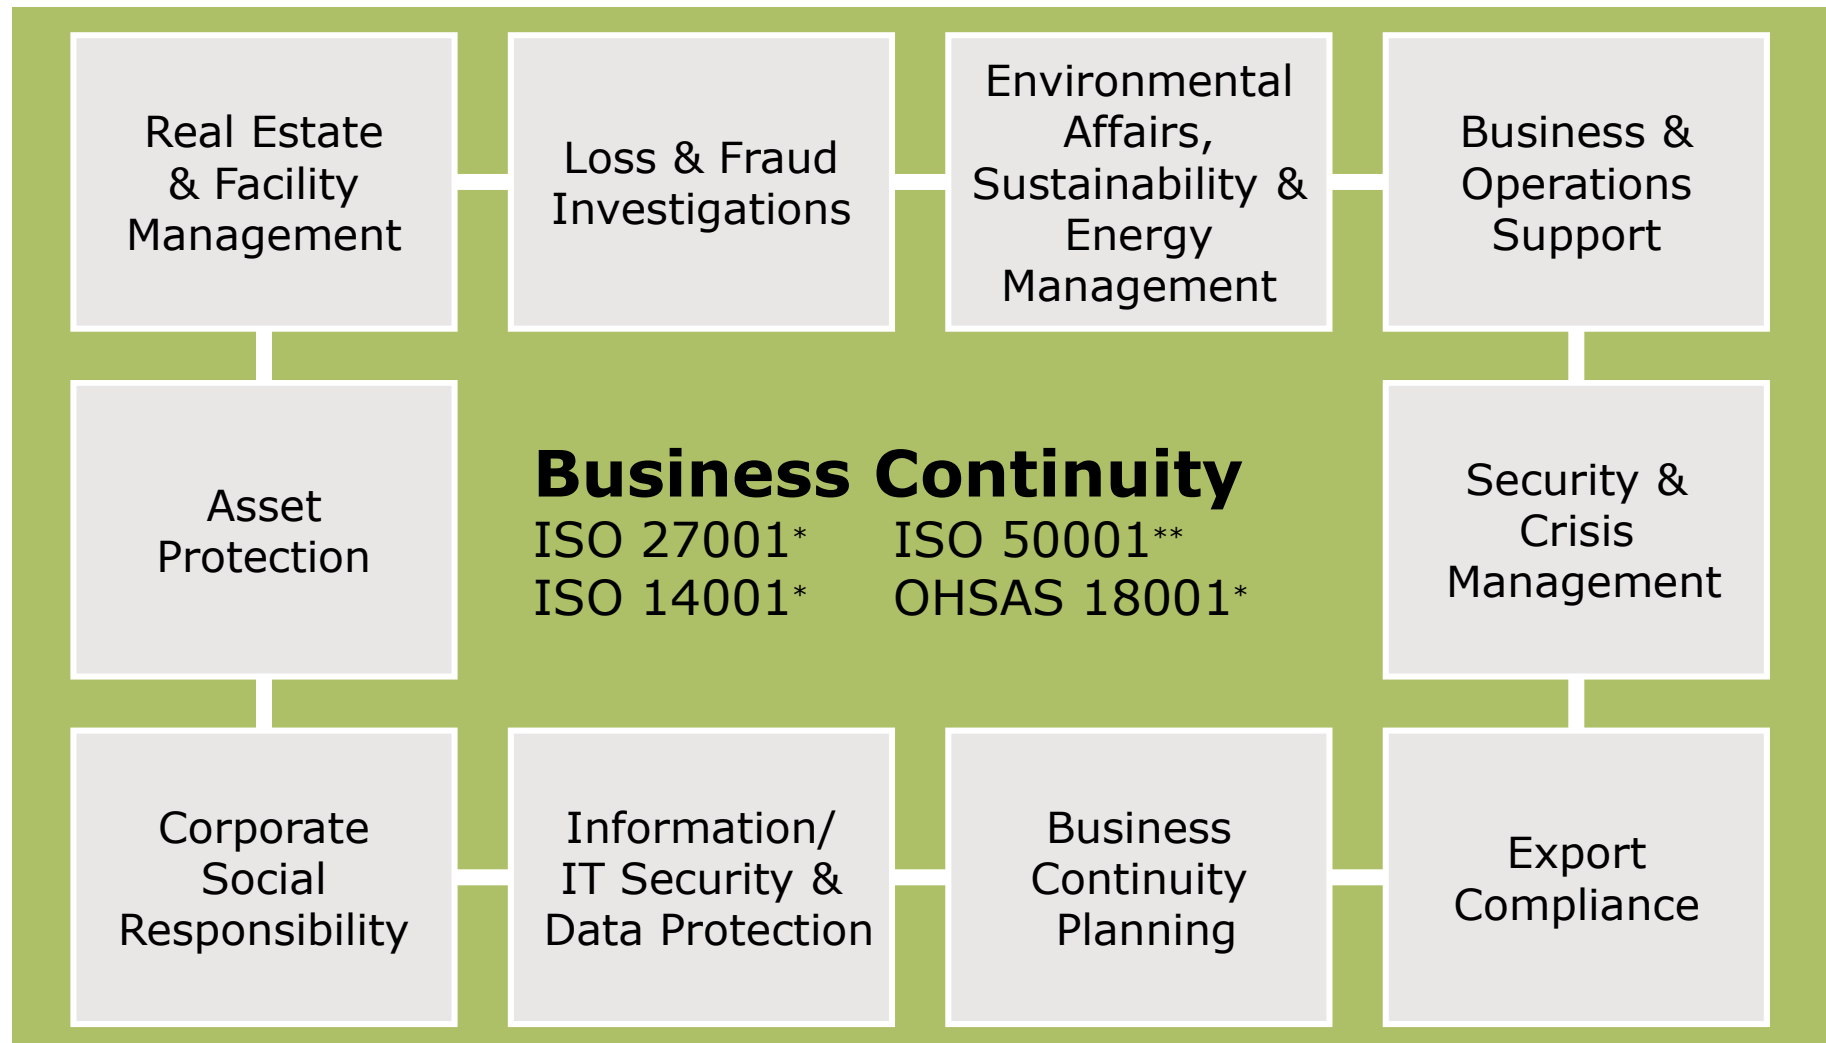 Real Estate
& Facility
Management
Loss & Fraud
Investigations
Environmental
Affairs,
Sustainability &
Energy
Management
Business &
Operations
Support
Asset
Protection
Business Continuity
ISO 27001* ISO 50001**
ISO 14001* OHSAS 18001*
Security &
Crisis
Management
Corporate
Social
Responsibility
Information/
IT Security &
Data Protection
Business
Continuity
Planning
Export
Compliance